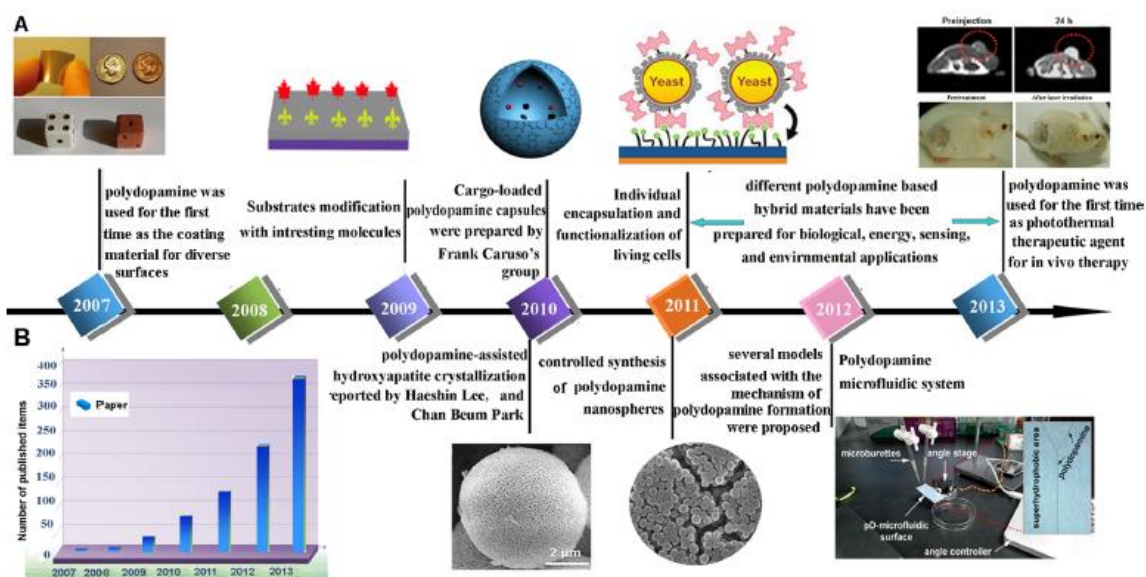 A
polydopamine was
used for the first
time as the coating
material for diverse
surfaces
Substrates modification
with intresting molecules
Cargo-loaded
polydopamine capsules
were prepared by
Frank Caruso's
group
Yeast
Yeast
Individual
encapsulation and
functionalization of
living cells
different polydopamine based
hybrid materials have been
prepared for biological, energy, sensing,
and envirnmental applications
Preinjection
24 h
After laser irradiation
polydopamine was
used for the first time
as photothermal
therapeutic agent
for in vivo therapy
2007
2008
2009
2010
2011
2012
2013
polydopamine-assisted
hydroxyapatite crystallization
reported by Haeshin Lee, and
Chan Beum Park
2 μm
controlled synthesis
of polydopamine
nanospheres
several models
associated with the
mechanism of
polydopamine formation
were proposed
Polydopamine
microfluidic system
microburettes
angle stage
pD-microfluidic
surface
angle controller
superhydrophobic area
polydopamine
B
Number of published items
400
350
300
250
200
150
100
50
0
Paper
2007
2008
2009
2010
2011
2012
2013